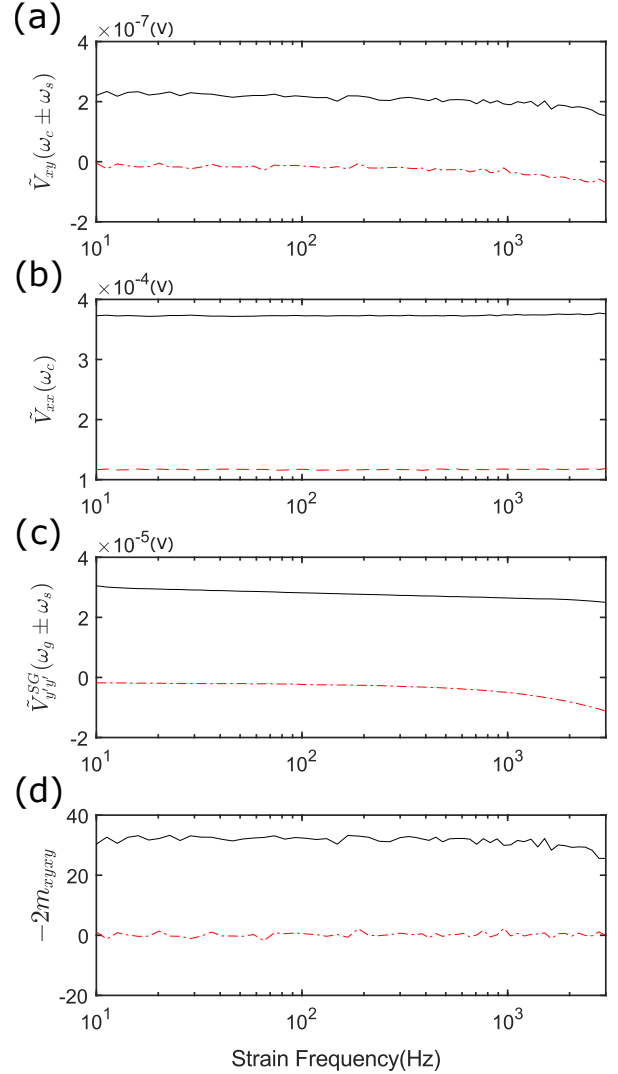 (a)
×10⁻⁷(V)
4
2
0
-2
Ṽxy(ωc ± ωs)
10¹ 10² 10³
(b)
×10⁻⁴(V)
4
3
2
1
Ṽxx(ωc)
10¹ 10² 10³
(c)
×10⁻⁵(V)
4
2
0
-2
Ṽ^SG_y′y′(ωg ± ωs)
10¹ 10² 10³
(d)
40
20
0
-20
−2mxyxy
10¹ 10² 10³
Strain Frequency(Hz)